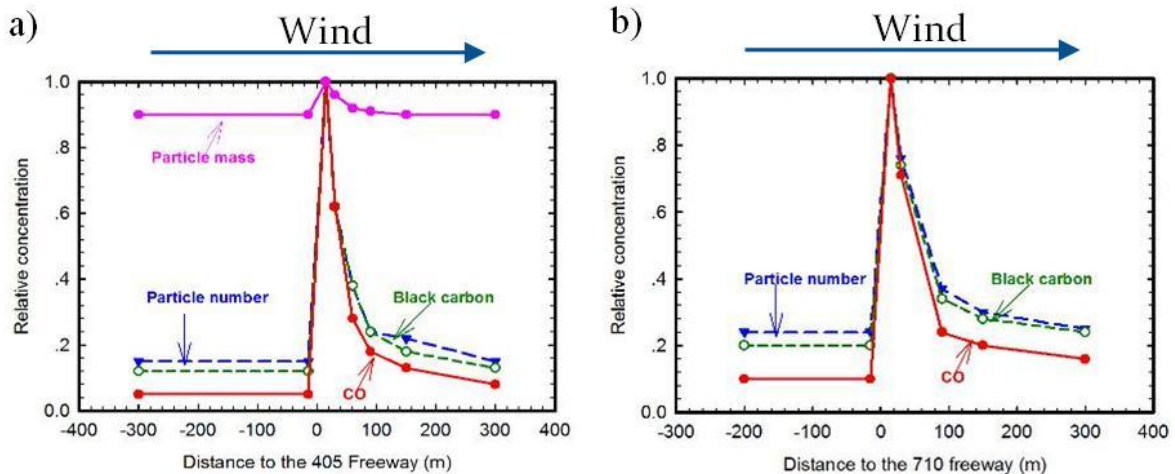 a)
Wind
1.0
.8
.6
.4
.2
0.0
Relative concentration
Particle mass
Particle number
Black carbon
CO
-400 -300 -200 -100 0 100 200 300 400
Distance to the 405 Freeway (m)
b)
Wind
1.0
.8
.6
.4
.2
0.0
Relative concentration
Particle number
Black carbon
CO
-300 -200 -100 0 100 200 300 400
Distance to the 710 freeway (m)